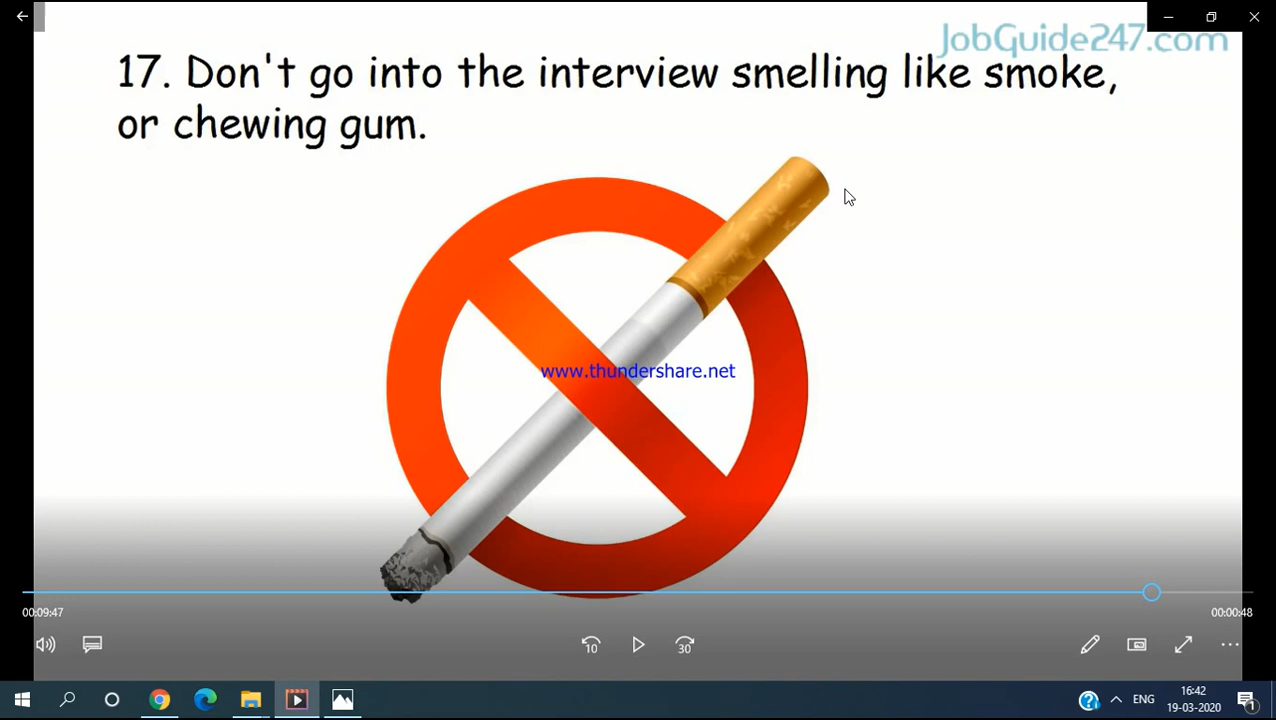 JobGuide247.com
17. Don't go into the interview smelling like smoke,
or chewing gum.
www.thundershare.net
00:09:47
00:00:48
10
30
ENG
16:42
19-03-2020
1